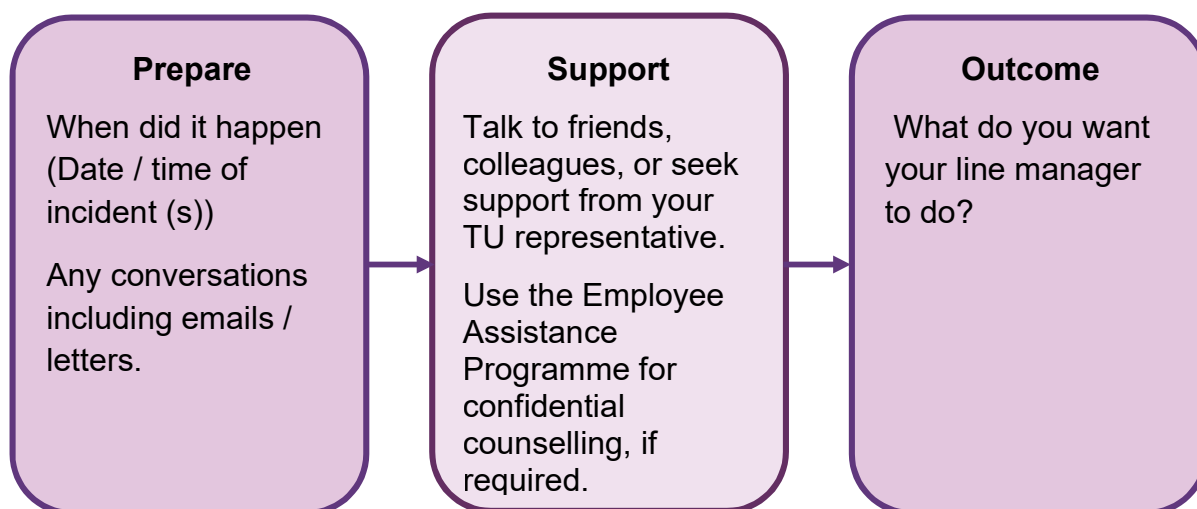 Prepare
When did it happen
(Date / time of
incident (s))
Any conversations
including emails /
letters.
Support
Talk to friends,
colleagues, or seek
support from your
TU representative.
Use the Employee
Assistance
Programme for
confidential
counselling, if
required.
Outcome
What do you want
your line manager
to do?